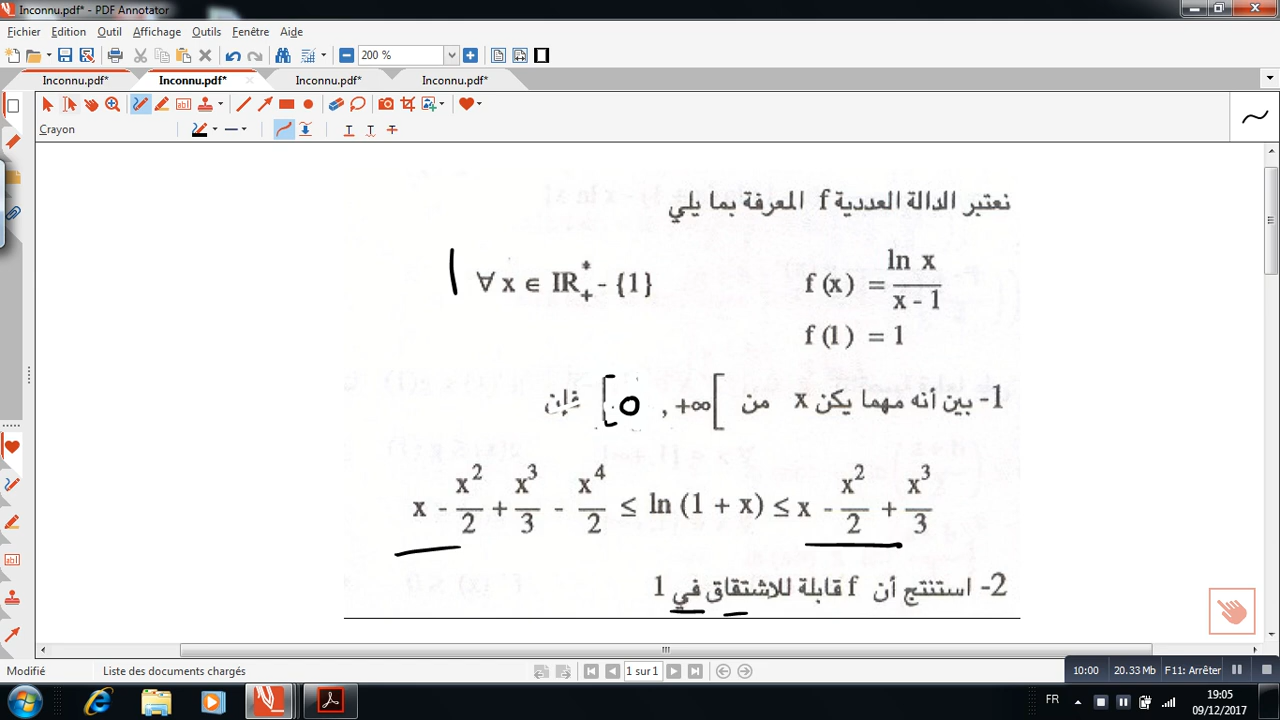 Inconnu.pdf* - PDF Annotator
Fichier Edition Outil Affichage Outils Fenêtre Aide
200 %
Inconnu.pdf* Inconnu.pdf* Inconnu.pdf* Inconnu.pdf*
Crayon
نعتبر الدالة العددية f المعرفة بما يلي
f (x) = ln x / (x - 1) ∀ x ∈ IR*+ - {1}
f (1) = 1
1- بين أنه مهما يكن x من [0 , +∞[ فإن
x - x²/2 + x³/3 - x⁴/2 ≤ ln (1 + x) ≤ x - x²/2 + x³/3
2- استنتج أن f قابلة للاشتقاق في 1
1 sur 1
Modifié Liste des documents chargés
10:00 20.33 Mb F11: Arrêter
FR 19:05
09/12/2017